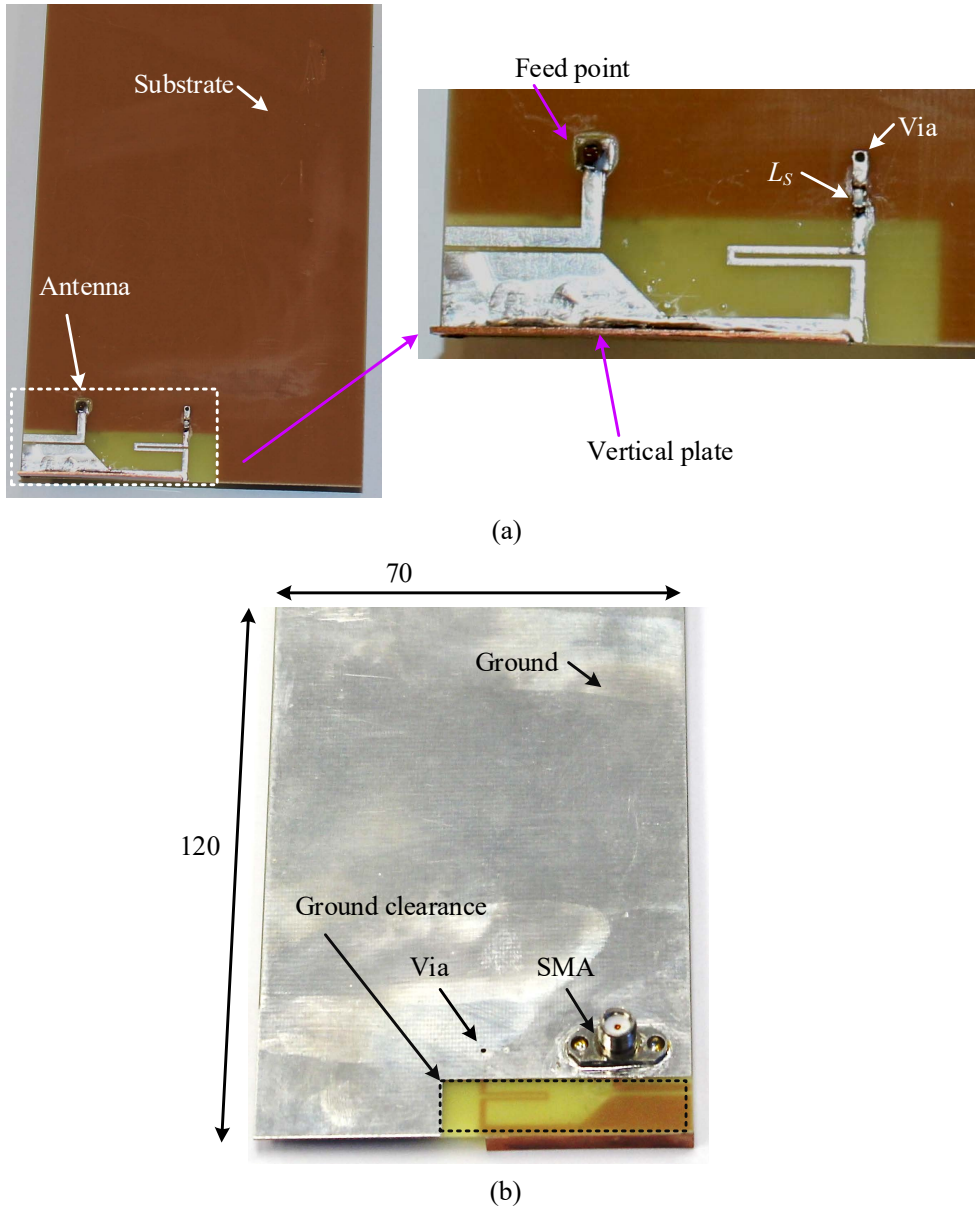 Substrate
Antenna
Feed point
Via
L_S
Vertical plate
(a)
70
Ground
120
Ground clearance
Via
SMA
(b)